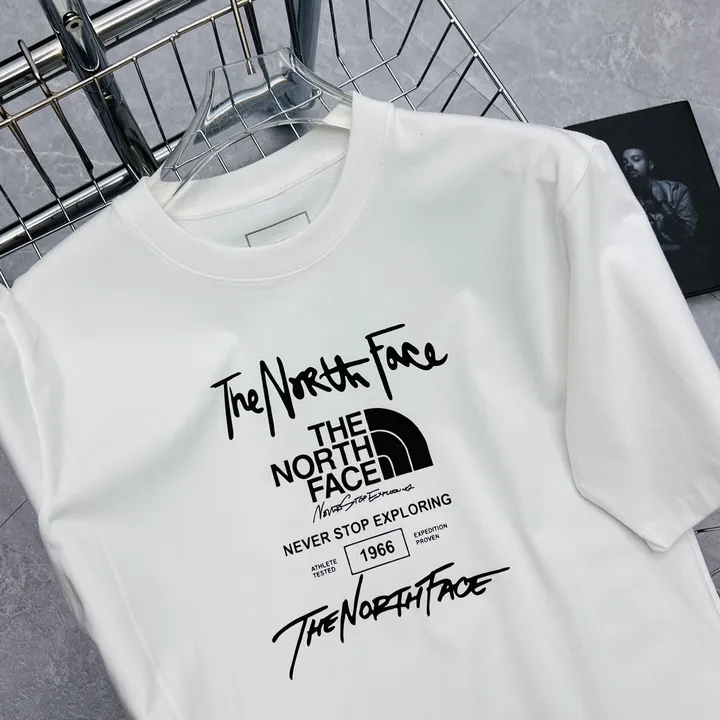 The North Face
THE
NORTH
FACE
Never Stop Exploring
NEVER STOP EXPLORING
ATHLETE
TESTED
1966
EXPEDITION
PROVEN
THE NORTH FACE